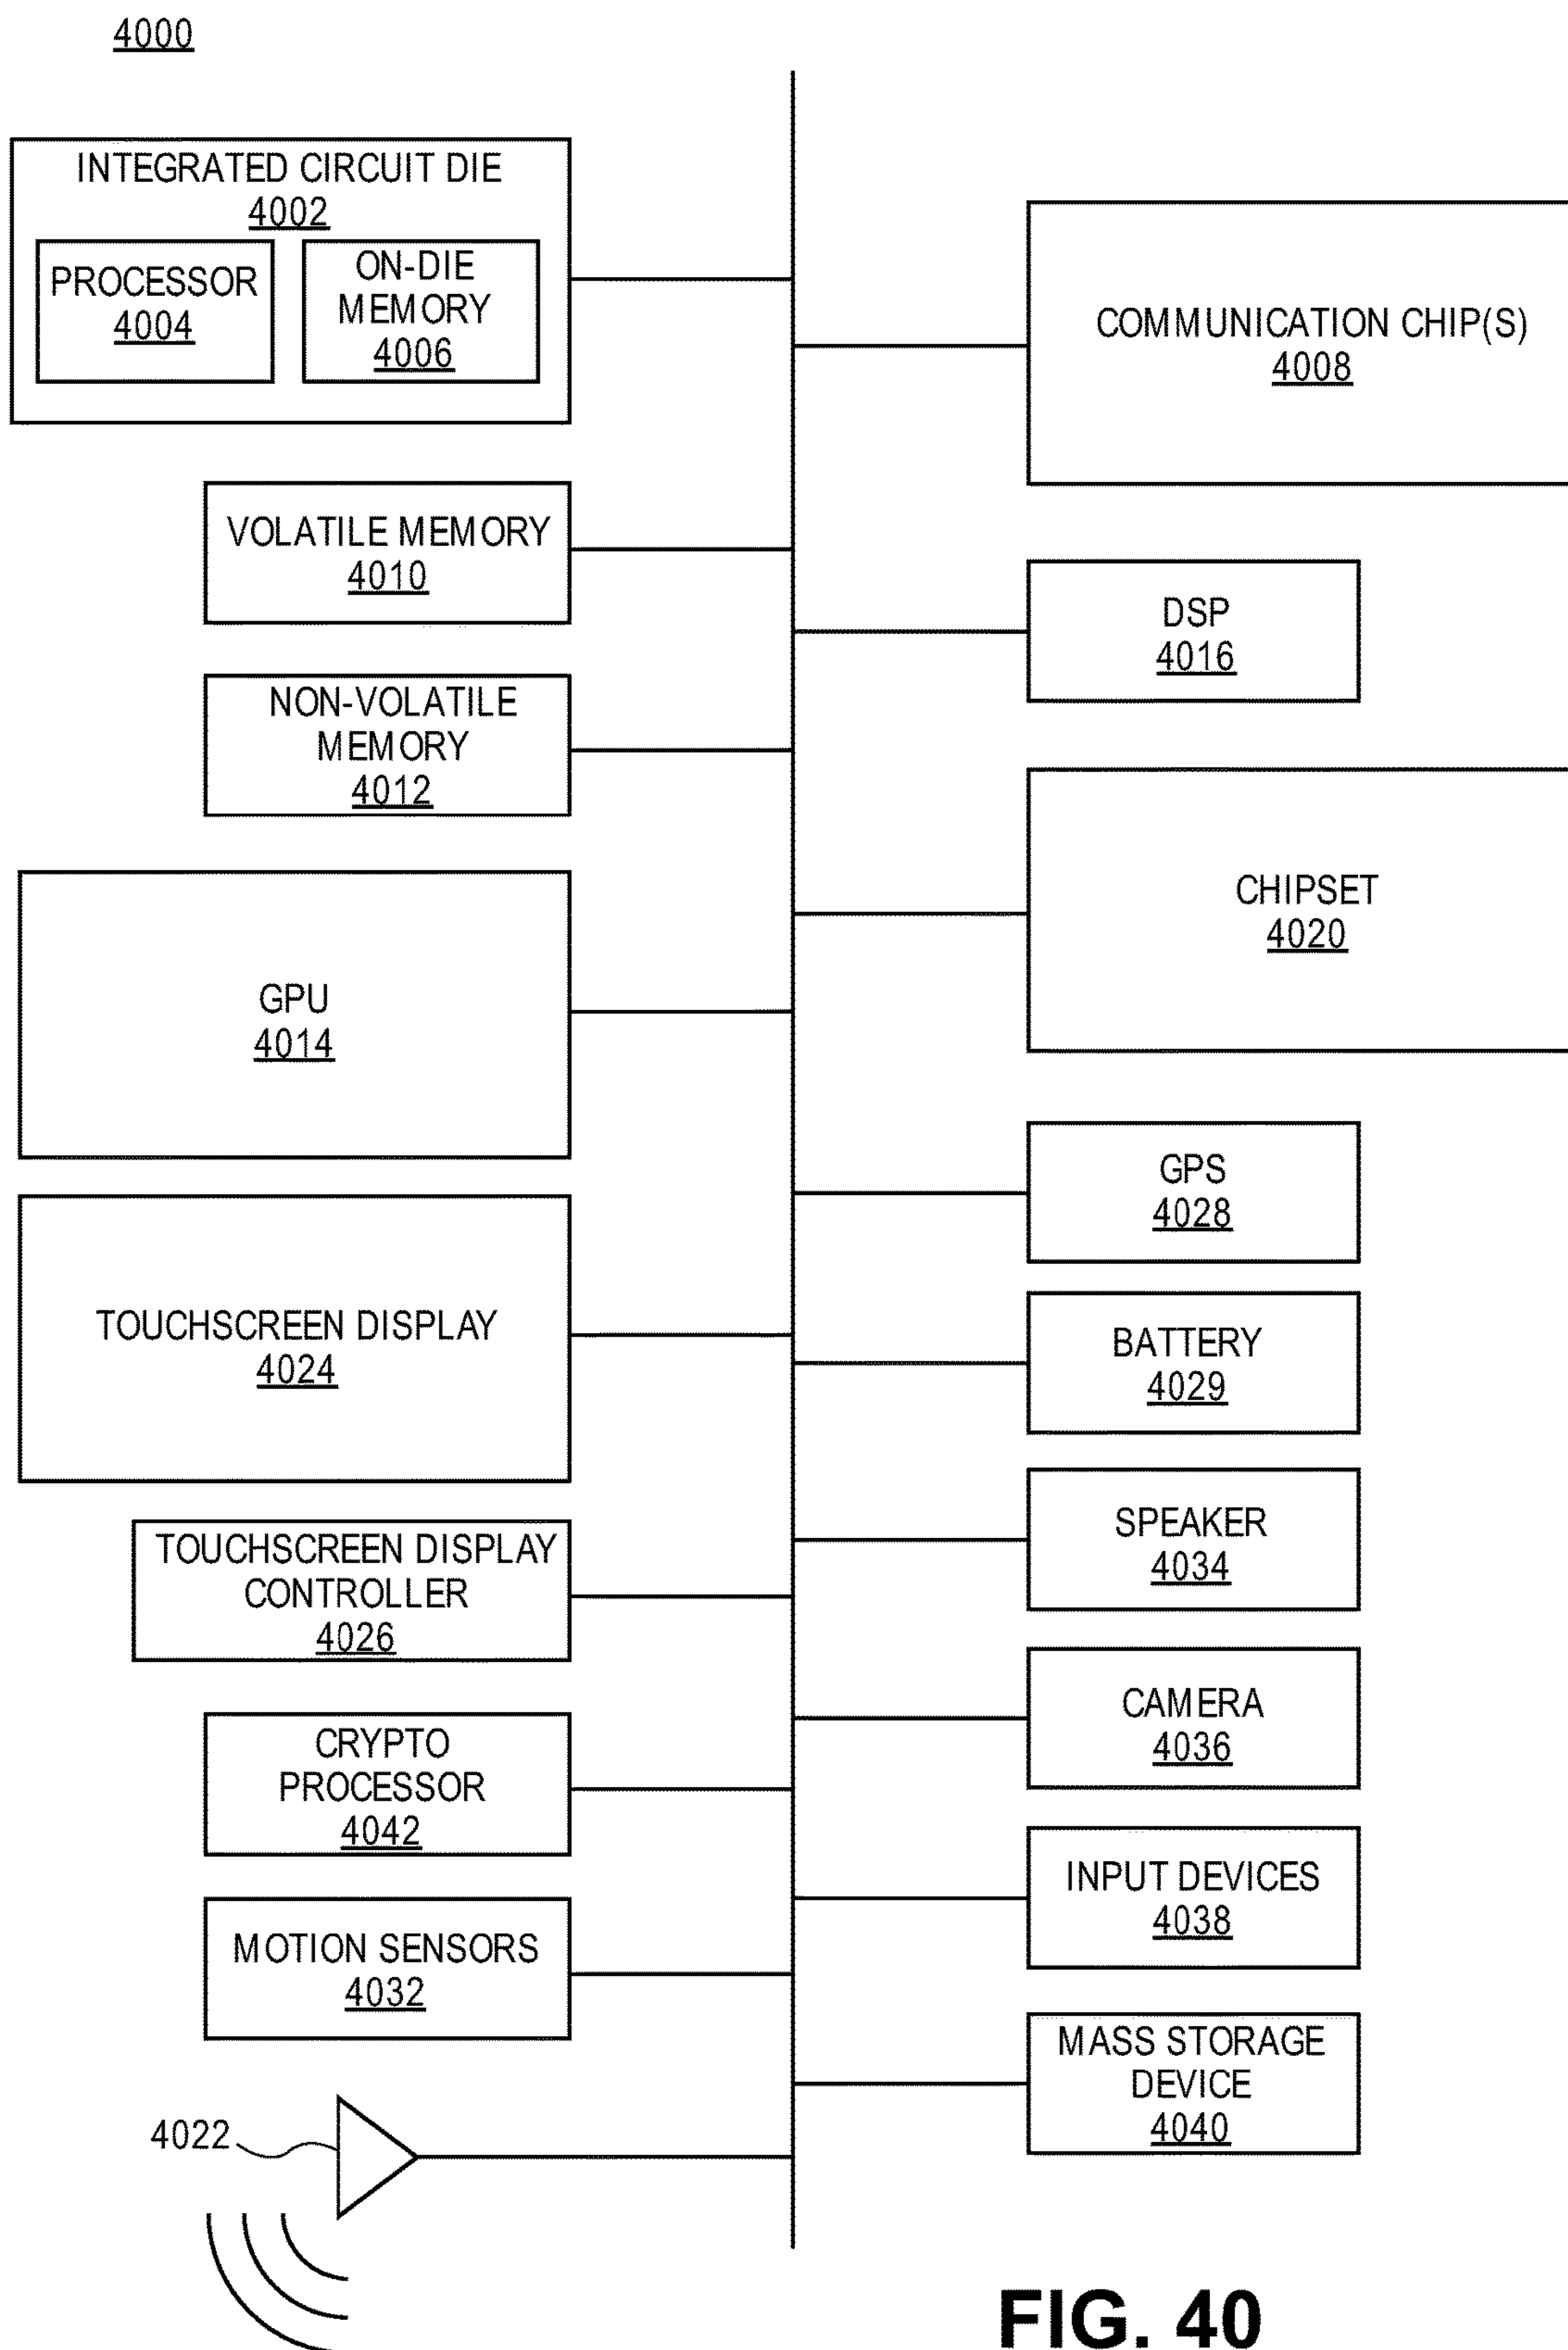 4000
INTEGRATED CIRCUIT DIE
4002
PROCESSOR
4004
ON-DIE
MEMORY
4006
COMMUNICATION CHIP(S)
4008
VOLATILE MEMORY
4010
DSP
4016
NON-VOLATILE
MEMORY
4012
CHIPSET
4020
GPU
4014
GPS
4028
TOUCHSCREEN DISPLAY
4024
BATTERY
4029
SPEAKER
4034
TOUCHSCREEN DISPLAY
CONTROLLER
4026
CAMERA
4036
CRYPTO
PROCESSOR
4042
INPUT DEVICES
4038
MOTION SENSORS
4032
MASS STORAGE
DEVICE
4040
4022
FIG. 40